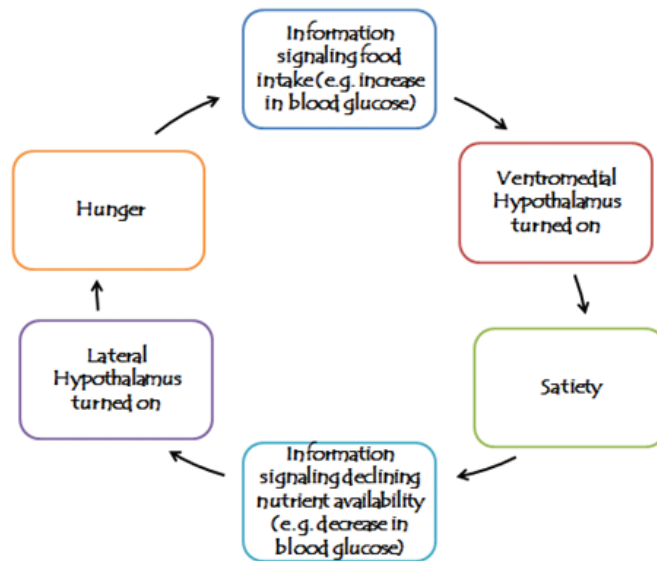 Information
signaling food
intake (e.g. increase
in blood glucose)
Ventromedial
Hypothalamus
turned on
Satiety
Information
signaling declining
nutrient availability
(e.g. decrease in
blood glucose)
Lateral
Hypothalamus
turned on
Hunger